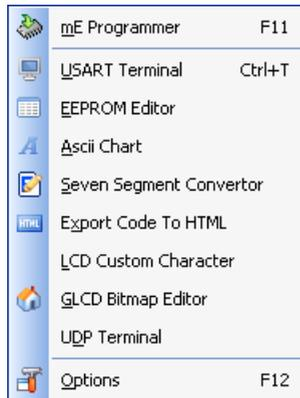 mE Programmer F11
USART Terminal Ctrl+T
EEPROM Editor
Ascii Chart
Seven Segment Convertor
HTML Export Code To HTML
LCD Custom Character
GLCD Bitmap Editor
UDP Terminal
Options F12